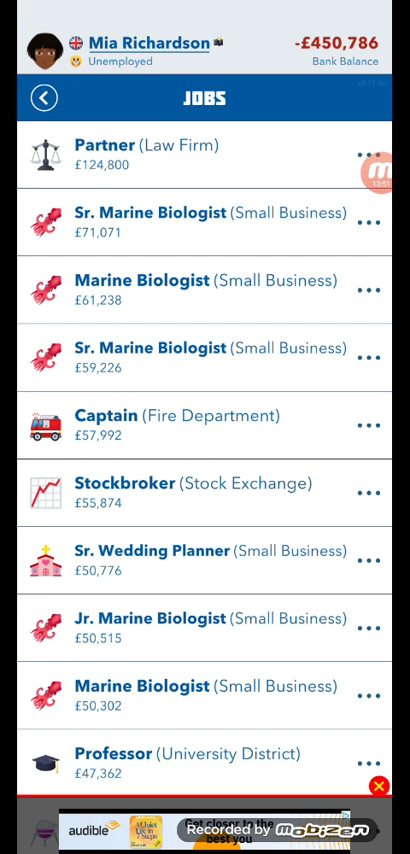 Mia Richardson
Unemployed
-£450,786
Bank Balance
JOBS
Partner (Law Firm)
£124,800
13:51
Sr. Marine Biologist (Small Business)
£71,071
Marine Biologist (Small Business)
£61,238
Sr. Marine Biologist (Small Business)
£59,226
Captain (Fire Department)
£57,992
Stockbroker (Stock Exchange)
£55,874
Sr. Wedding Planner (Small Business)
£50,776
Jr. Marine Biologist (Small Business)
£50,515
Marine Biologist (Small Business)
£50,302
Professor (University District)
£47,362
audible
Get closer to the
best you
Recorded by Mobizen